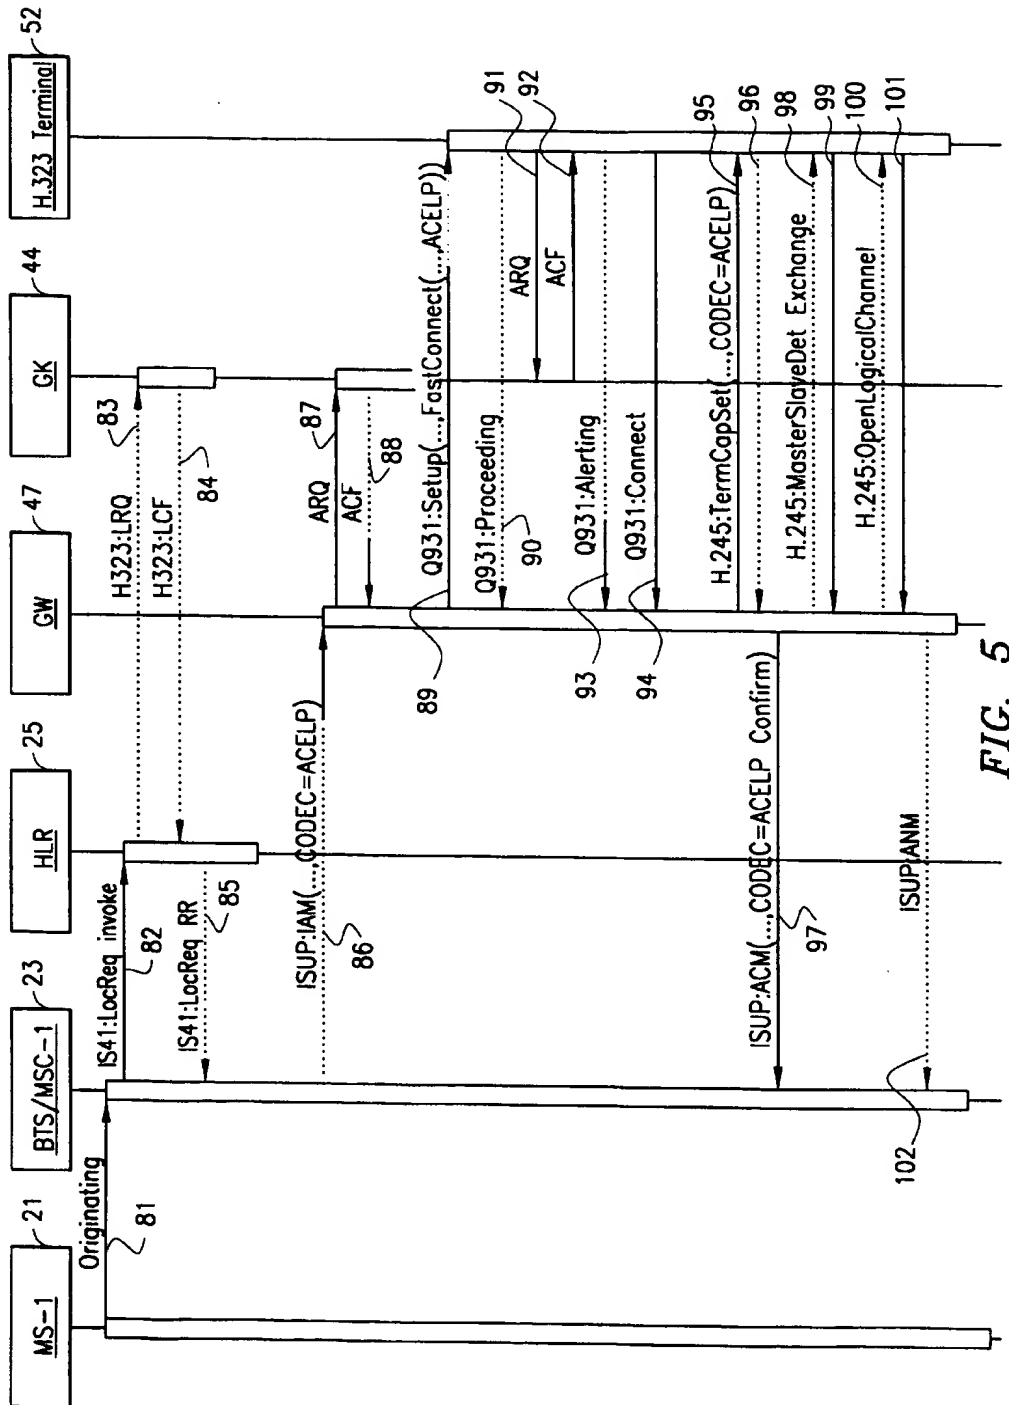 MS-1
21
BTS/MSC-1
23
HLR
25
GW
47
GK
44
H.323 Terminal
52
Originating
81
IS41:LocReq invoke
82
H323:LRQ
83
H323:LCF
84
IS41:LocReq RR
85
ISUP:IAM(...,CODEC=ACELP)
86
ARQ
87
ACF
88
Q931:Setup(...,FastConnect(...,ACELP))
89
Q931:Proceeding
90
ARQ
91
ACF
92
Q931:Alerting
93
Q931:Connect
94
H.245:TermCapSet(...,CODEC=ACELP)
95
96
ISUP:ACM(...,CODEC=ACELP Confirm)
97
H.245:MasterSlaveDet Exchange
98
99
H.245:OpenLogicalChannel
100
101
ISUP:ANM
102
FIG. 5